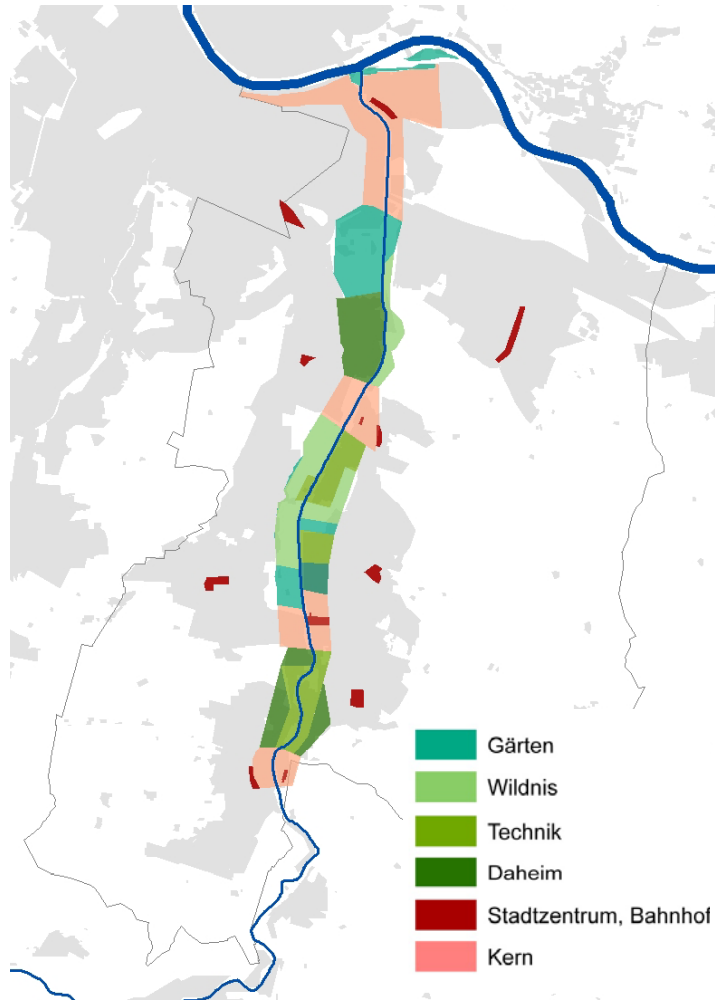 Gärten
Wildnis
Technik
Daheim
Stadtzentrum, Bahnhof
Kern